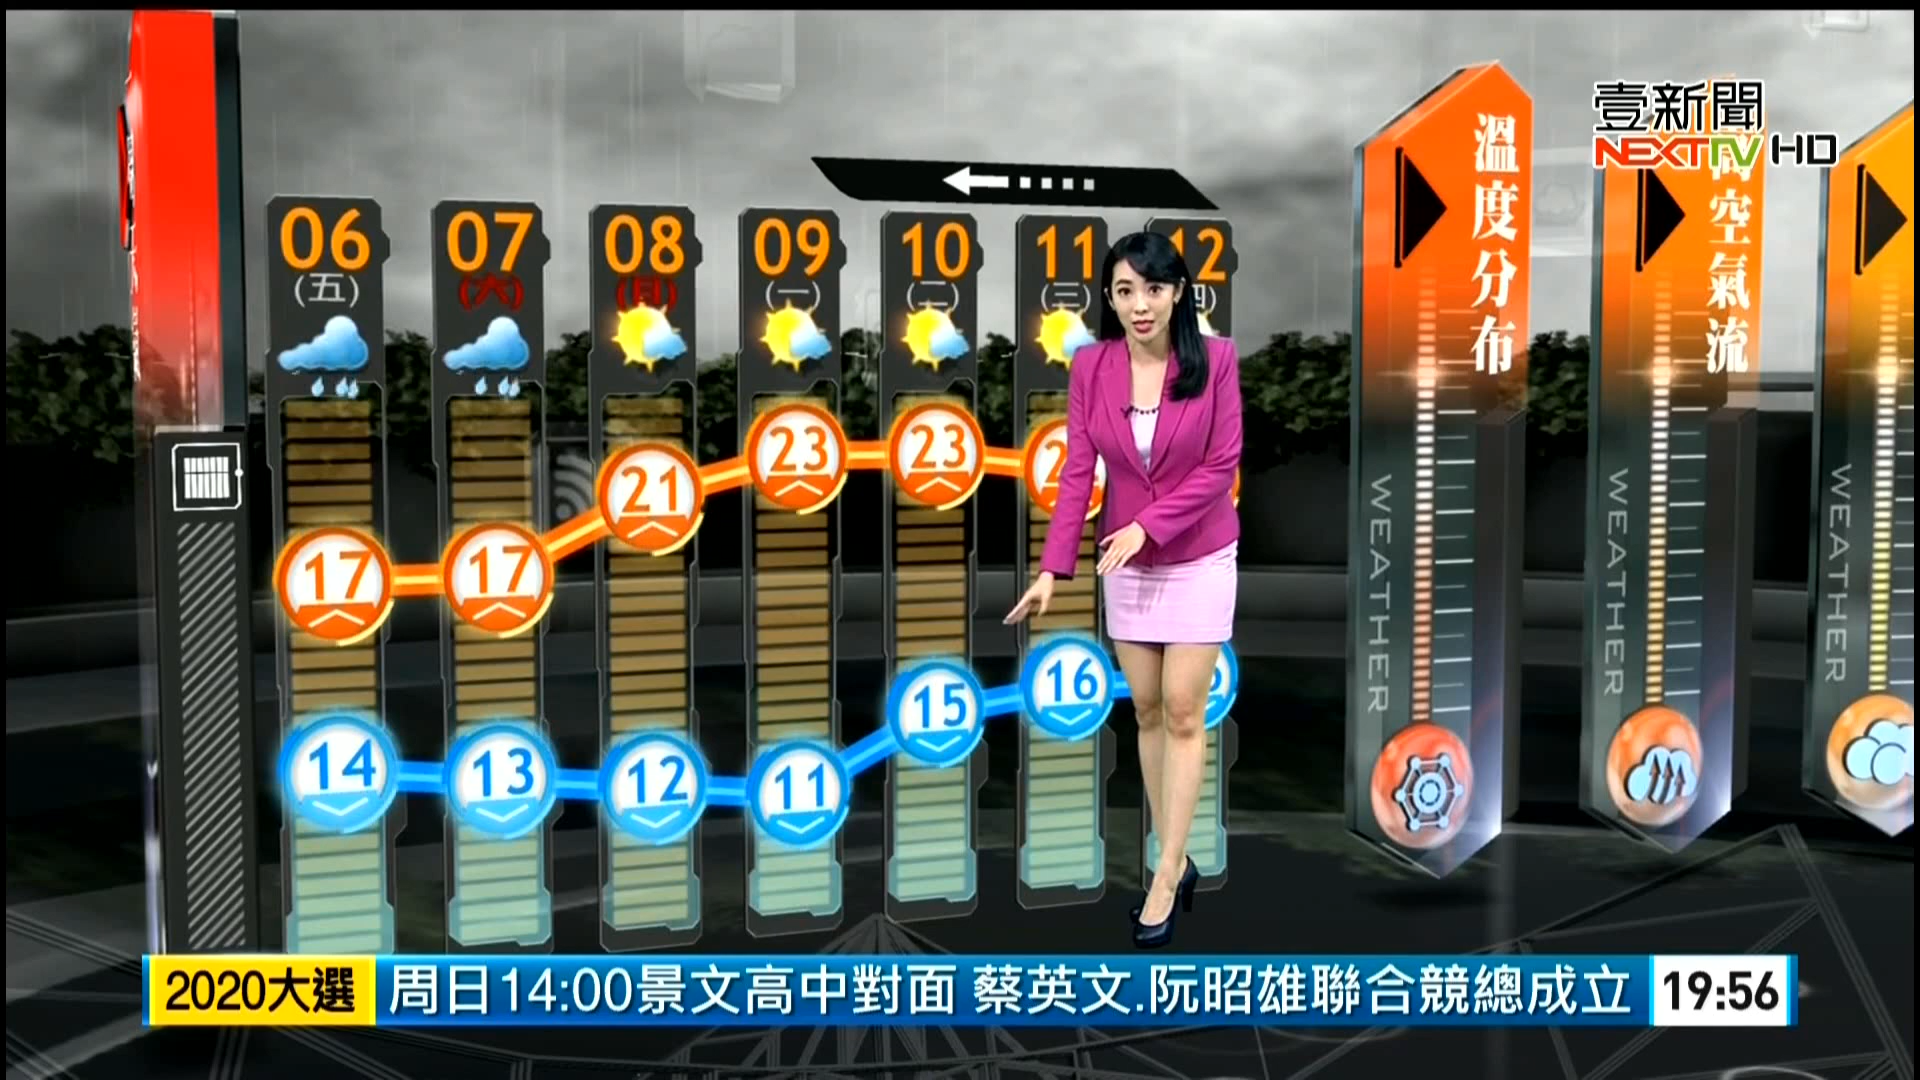 壹新聞
NEXTTV HD
溫度分布
高空氣流
06
(五)
07
(六)
08
(日)
09
(一)
10
(二)
11
(三)
12
23
23
21
17
17
16
15
14
13
12
11
WEATHER
WEATHER
WEATHER
2020大選
周日14:00景文高中對面 蔡英文.阮昭雄聯合競總成立
19:56